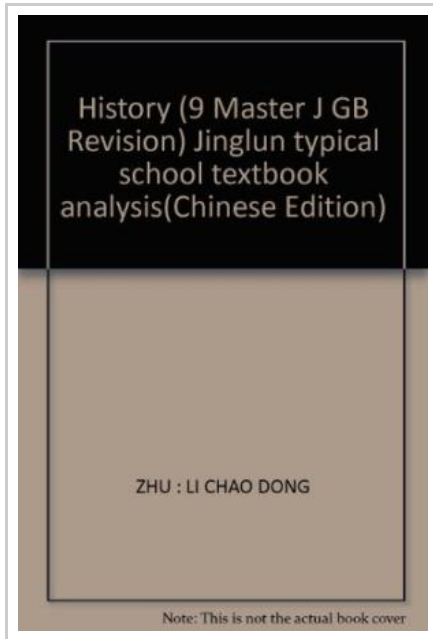 History (9 Master J GB
Revision) Jinglun typical
school textbook
analysis(Chinese Edition)
ZHU : LI CHAO DONG
Note: This is not the actual book cover